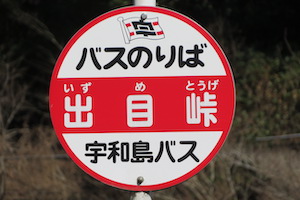 宇
バスのりば
いず め とうげ
出目峠
宇和島バス